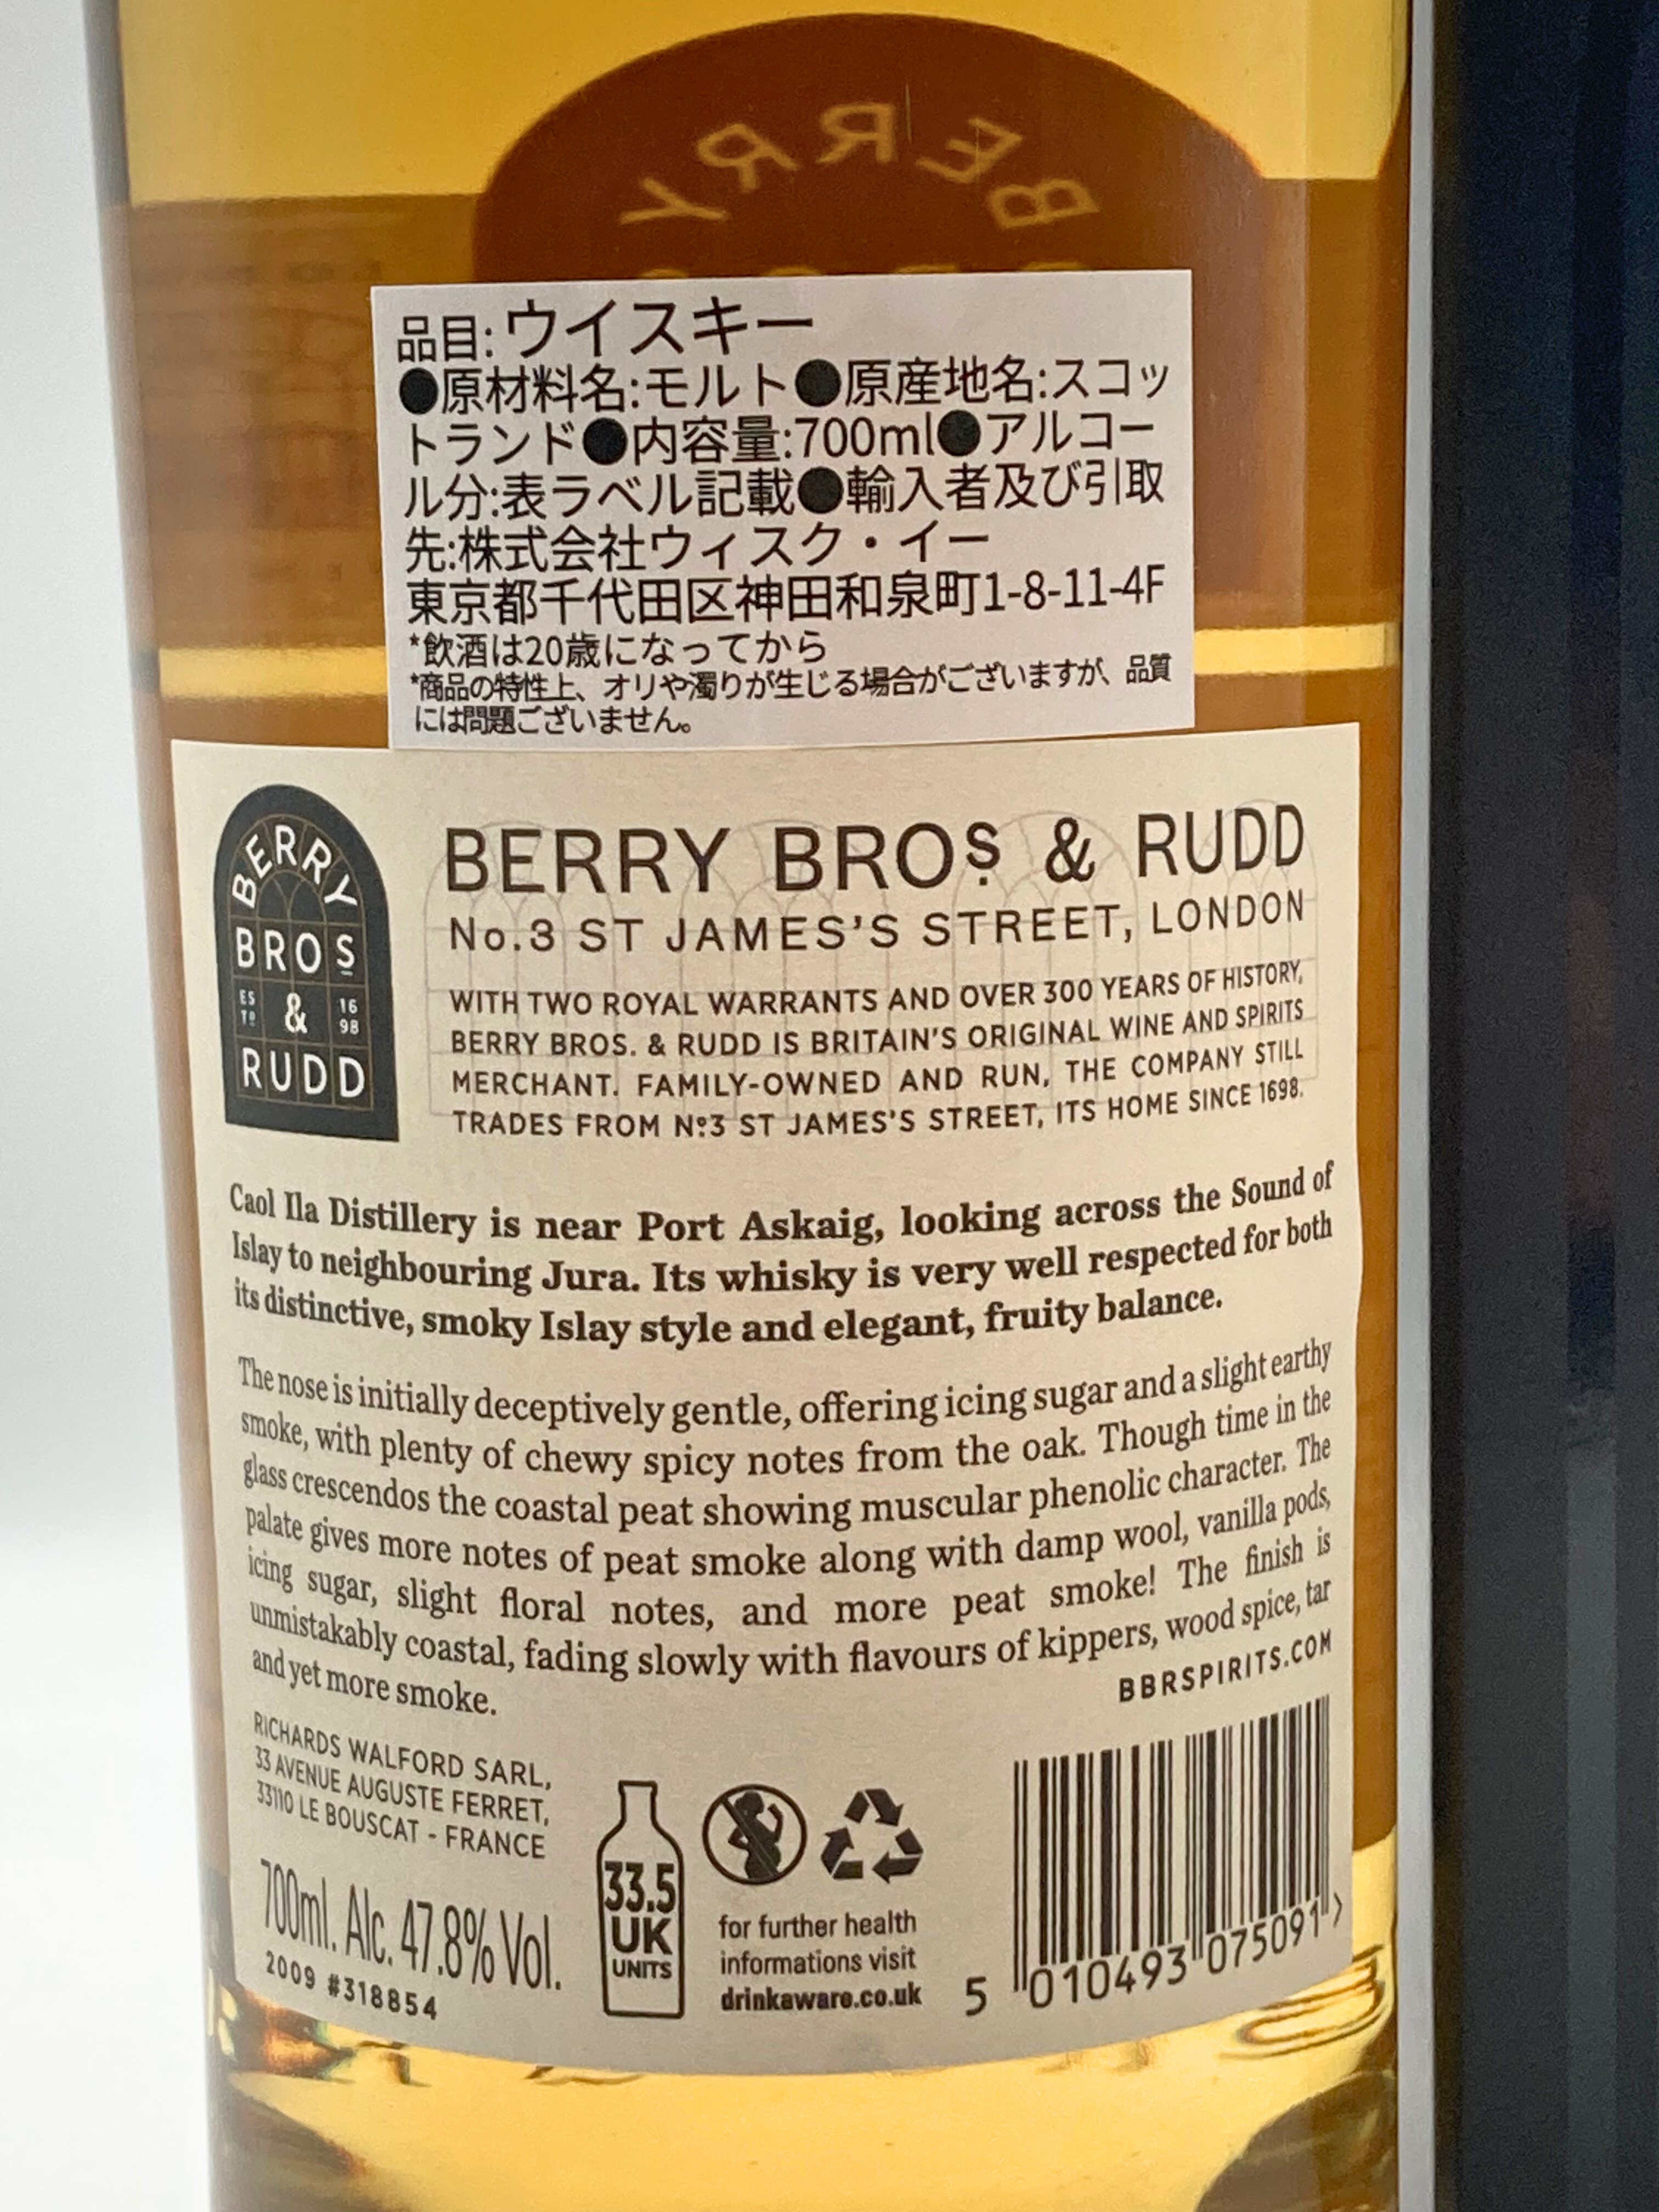 BERRY
品目:ウイスキー
●原材料名:モルト●原産地名:スコッ
トランド●内容量:700ml●アルコー
ル分:表ラベル記載●輸入者及び引取
先:株式会社ウィスク・イー
東京都千代田区神田和泉町1-8-11-4F
*飲酒は20歳になってから
*商品の特性上、オリや濁りが生じる場合がございますが、品質
には問題ございません。
BERRY
BROS
ESTD & 1698
RUDD
BERRY BROS. & RUDD
No.3 ST JAMES'S STREET, LONDON
WITH TWO ROYAL WARRANTS AND OVER 300 YEARS OF HISTORY,
BERRY BROS. & RUDD IS BRITAIN'S ORIGINAL WINE AND SPIRITS
MERCHANT. FAMILY-OWNED AND RUN, THE COMPANY STILL
TRADES FROM Nº3 ST JAMES'S STREET, ITS HOME SINCE 1698.
Caol Ila Distillery is near Port Askaig, looking across the Sound of
Islay to neighbouring Jura. Its whisky is very well respected for both
its distinctive, smoky Islay style and elegant, fruity balance.
The nose is initially deceptively gentle, offering icing sugar and a slight earthy
smoke, with plenty of chewy spicy notes from the oak. Though time in the
glass crescendos the coastal peat showing muscular phenolic character. The
palate gives more notes of peat smoke along with damp wool, vanilla pods,
icing sugar, slight floral notes, and more peat smoke! The finish is
unmistakably coastal, fading slowly with flavours of kippers, wood spice, tar
and yet more smoke.
BBRSPIRITS.COM
RICHARDS WALFORD SARL,
33 AVENUE AUGUSTE FERRET,
33110 LE BOUSCAT - FRANCE
700ml. Alc. 47.8% Vol.
2009 #318854
33.5
UK
UNITS
for further health
informations visit
drinkaware.co.uk
5 010493 075091 >